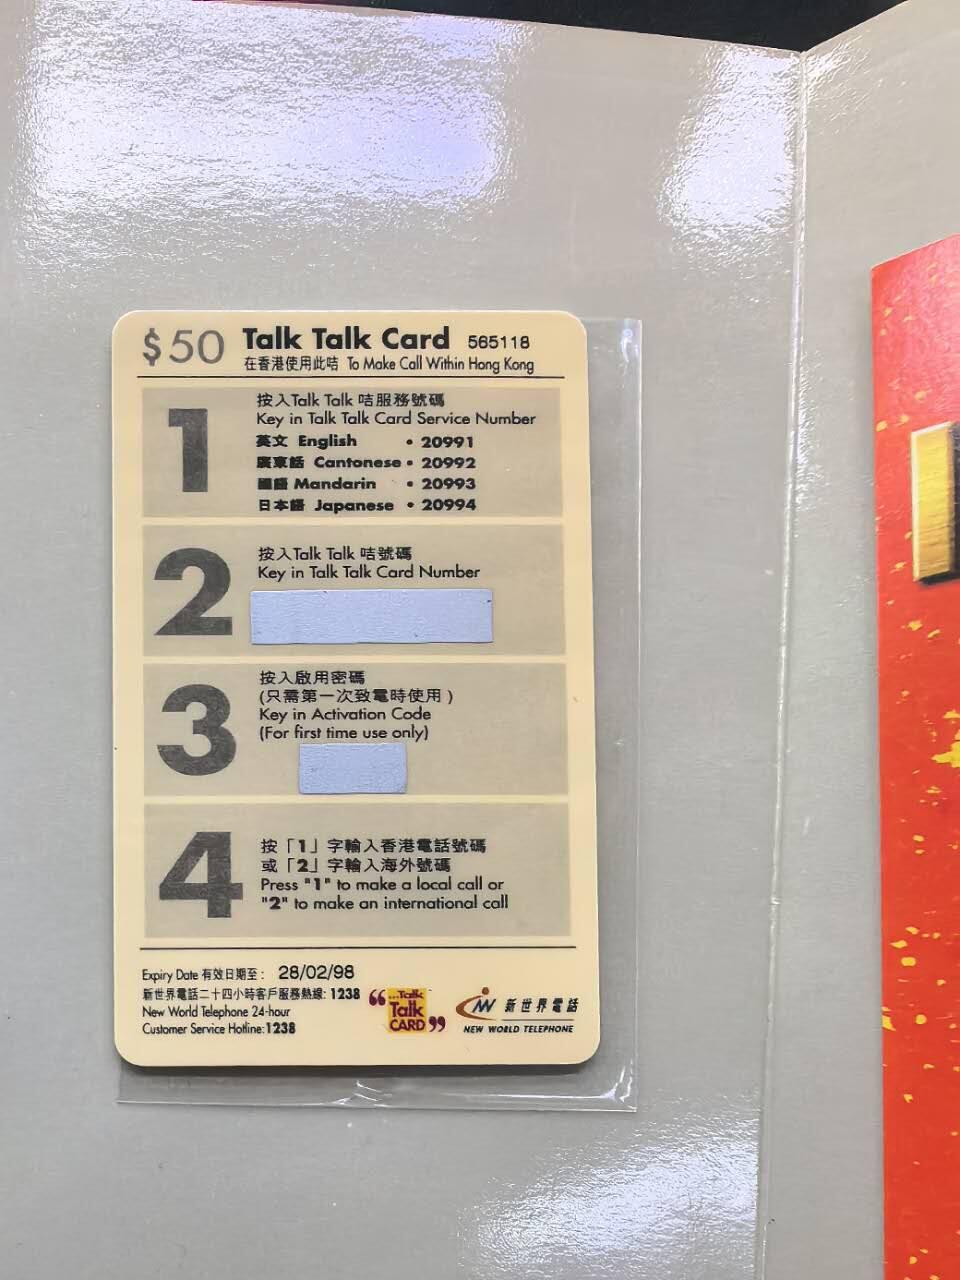 $50 Talk Talk Card 565118
在香港使用此咭 To Make Call Within Hong Kong
1
按入Talk Talk 咭服務號碼
Key in Talk Talk Card Service Number
英文 English • 20991
廣東話 Cantonese • 20992
國語 Mandarin • 20993
日本語 Japanese • 20994
2
按入Talk Talk 咭號碼
Key in Talk Talk Card Number
3
按入啟用密碼
(只需第一次致電時使用)
Key in Activation Code
(For first time use only)
4
按「1」字輸入香港電話號碼
或「2」字輸入海外號碼
Press "1" to make a local call or
"2" to make an international call
Expiry Date 有效日期至: 28/02/98
新世界電話二十四小時客戶服務熱線: 1238
New World Telephone 24-hour
Customer Service Hotline:1238
“...Talk
Talk
CARD”
新世界電話
NEW WORLD TELEPHONE